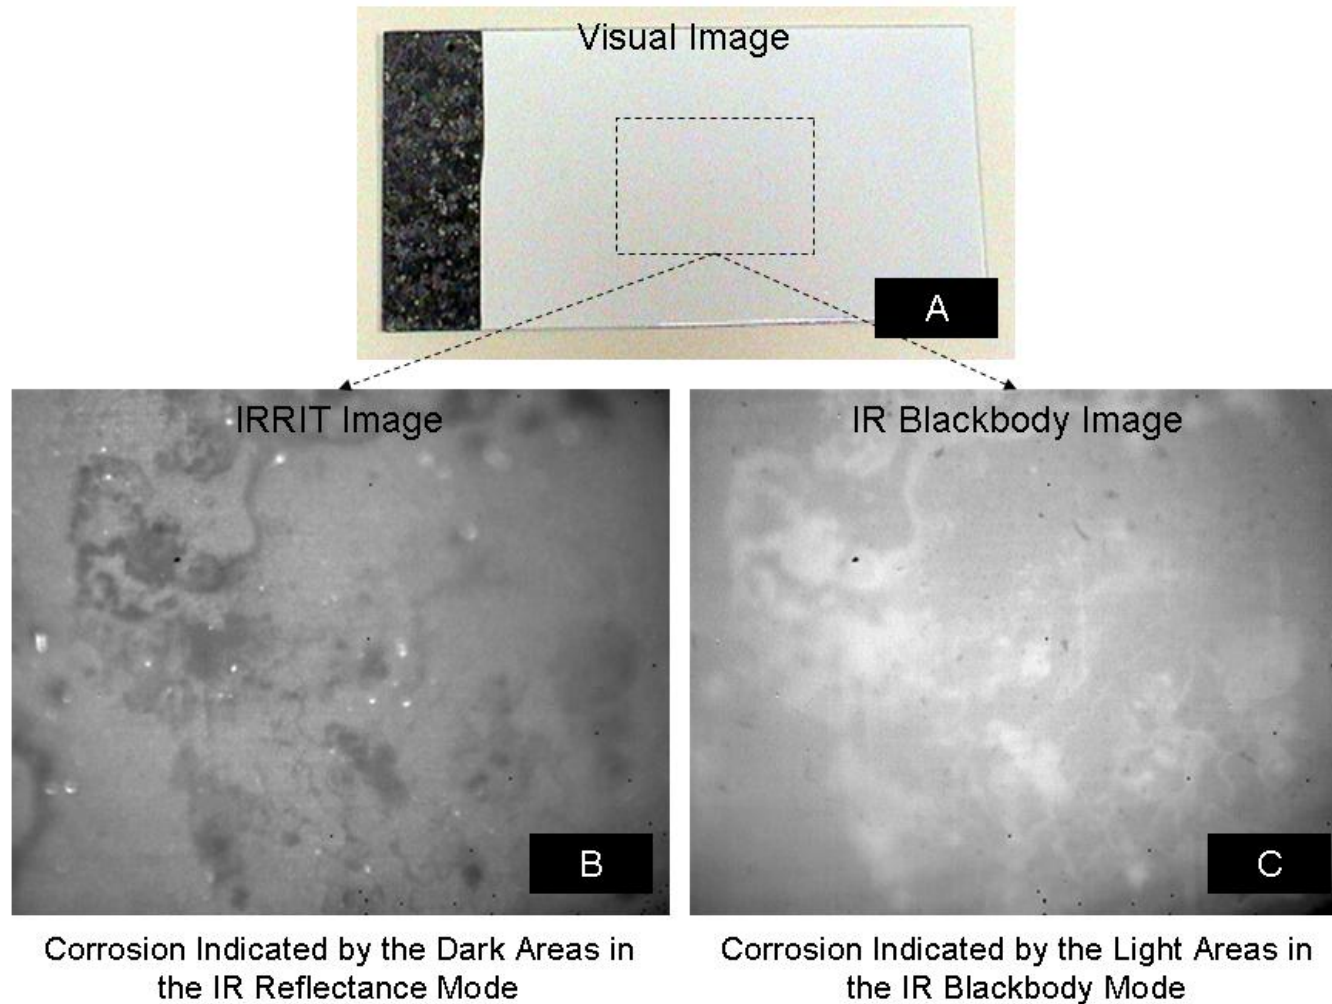 Visual Image
A
IRRIT Image
IR Blackbody Image
B
C
Corrosion Indicated by the Dark Areas in
the IR Reflectance Mode
Corrosion Indicated by the Light Areas in
the IR Blackbody Mode